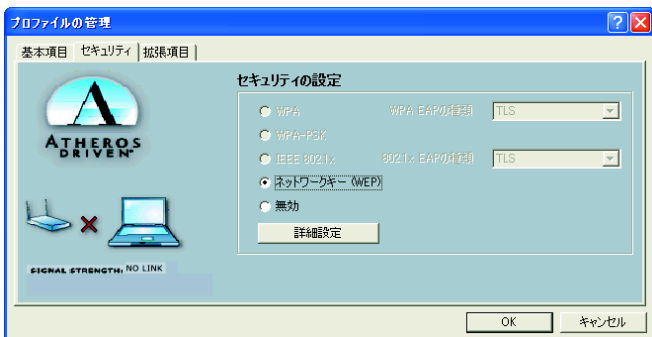 プロファイルの管理
基本項目 セキュリティ 拡張項目
セキュリティの設定
WPA WPA EAPの種類 TLS
WPA-PSK
IEEE 802.1x 802.1x EAPの種類 TLS
ネットワークキー (WEP)
無効
詳細設定
ATHEROS
DRIVEN
SIGNAL STRENGTH: NO LINK
OK キャンセル